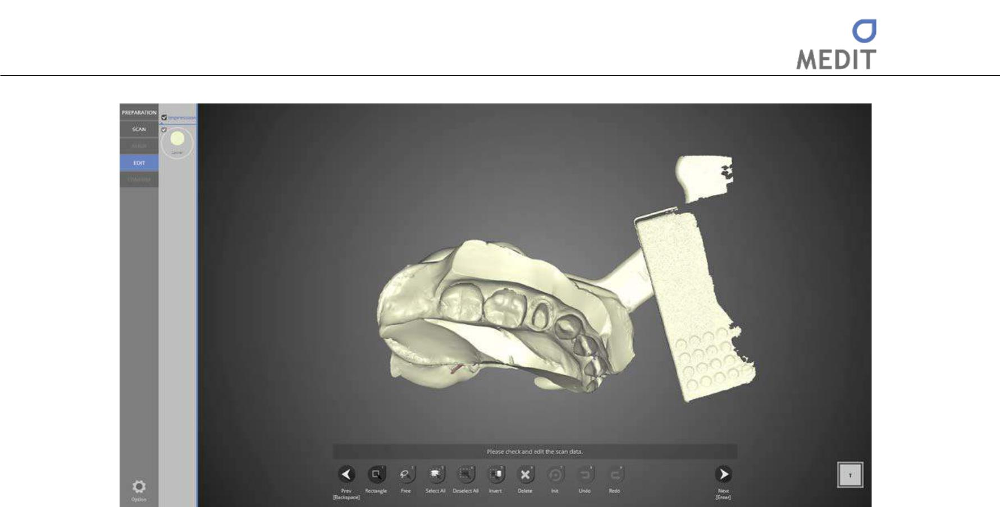 MEDIT
PREPARATION
Impression
SCAN
ALIGN
Lower
EDIT
CONFIRM
Please check and edit the scan data.
Prev
[Backspace]
Rectangle
Free
Select All
Deselect All
Invert
Delete
Init
Undo
Redo
Next
[Enter]
Option
T